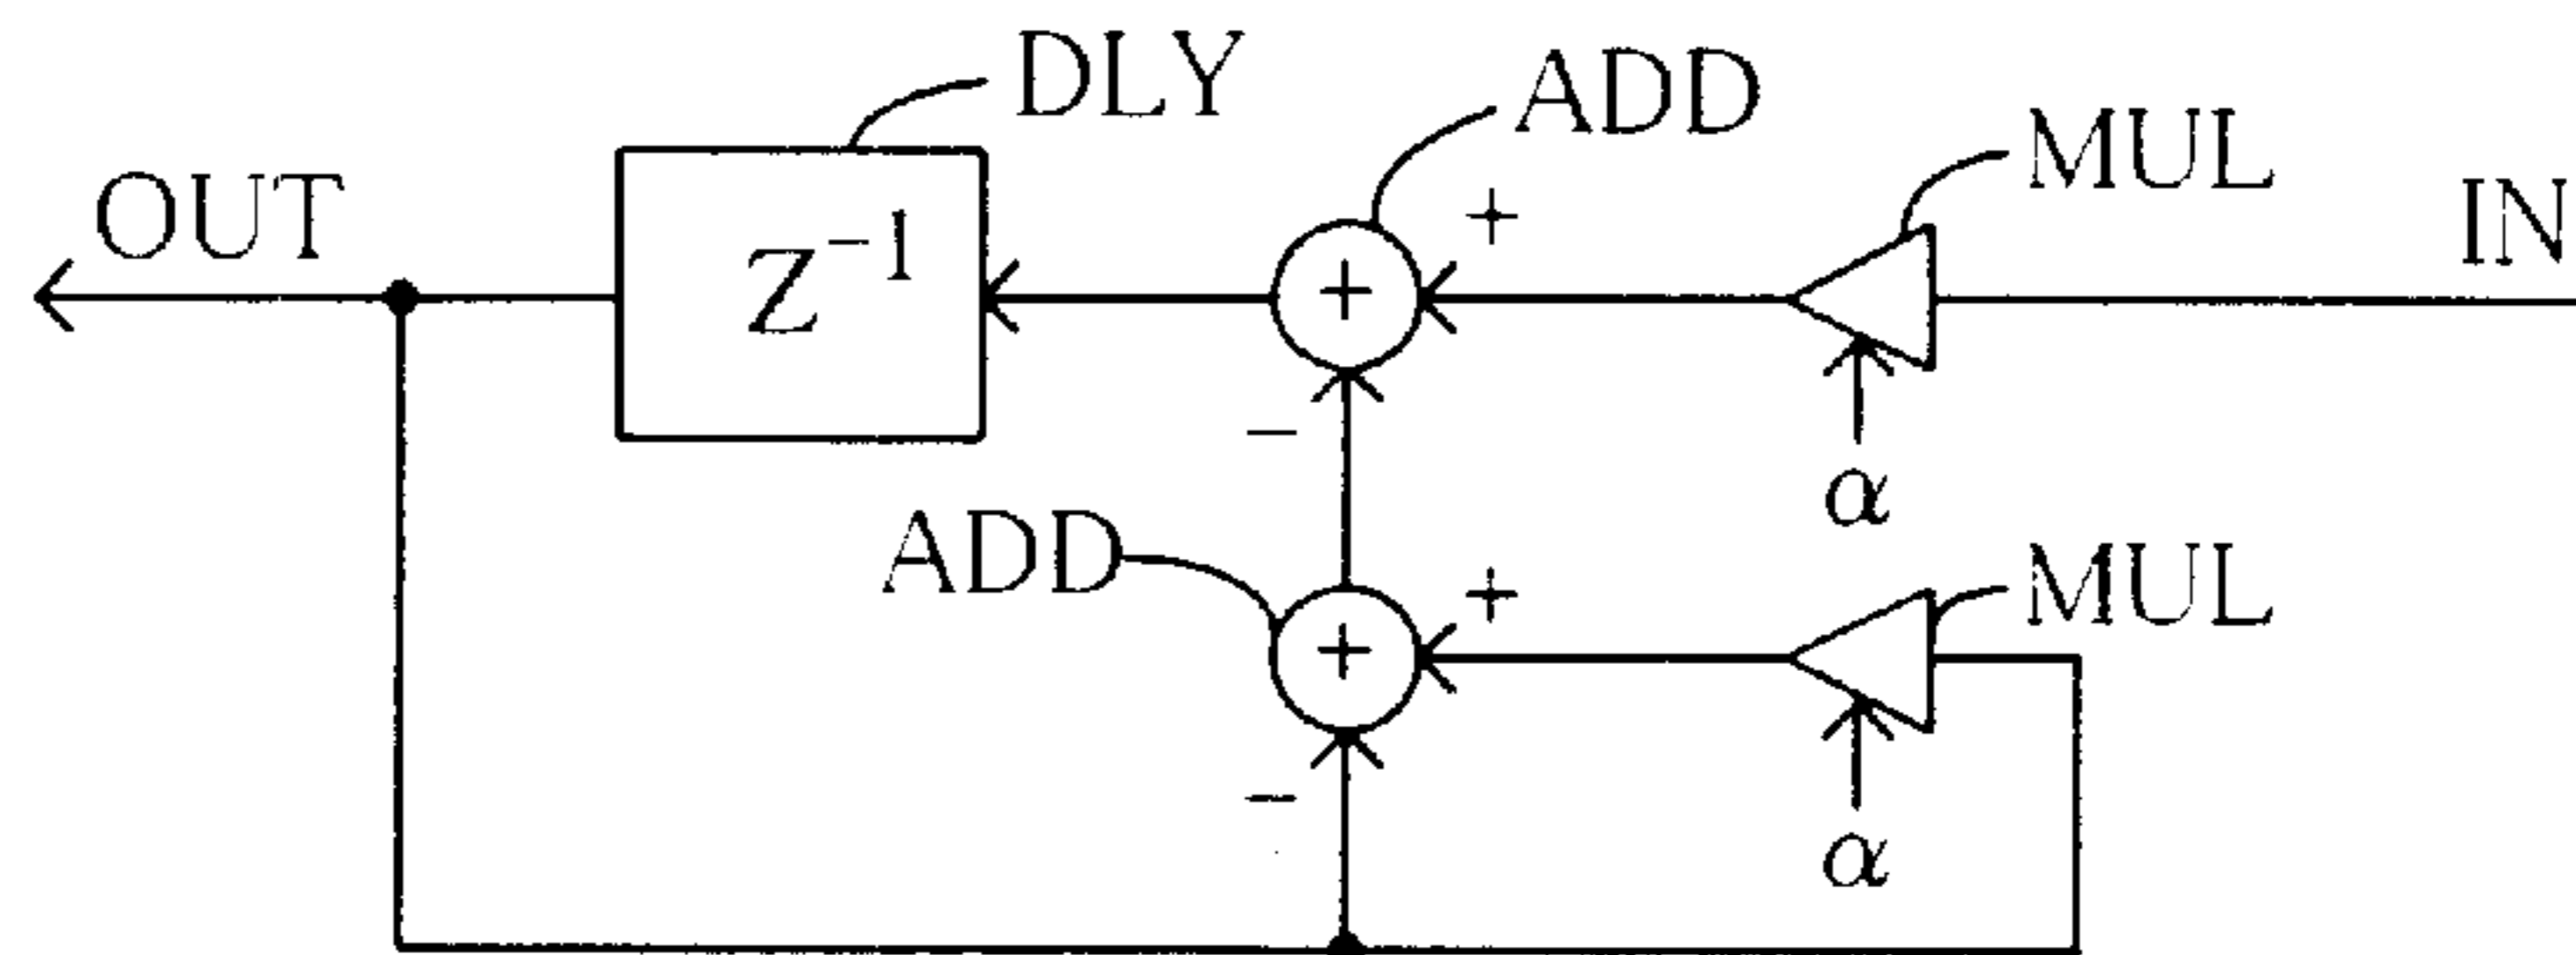 DLY
ADD
MUL
OUT
IN
Z⁻¹
+
+
−
α
ADD
MUL
+
+
−
α